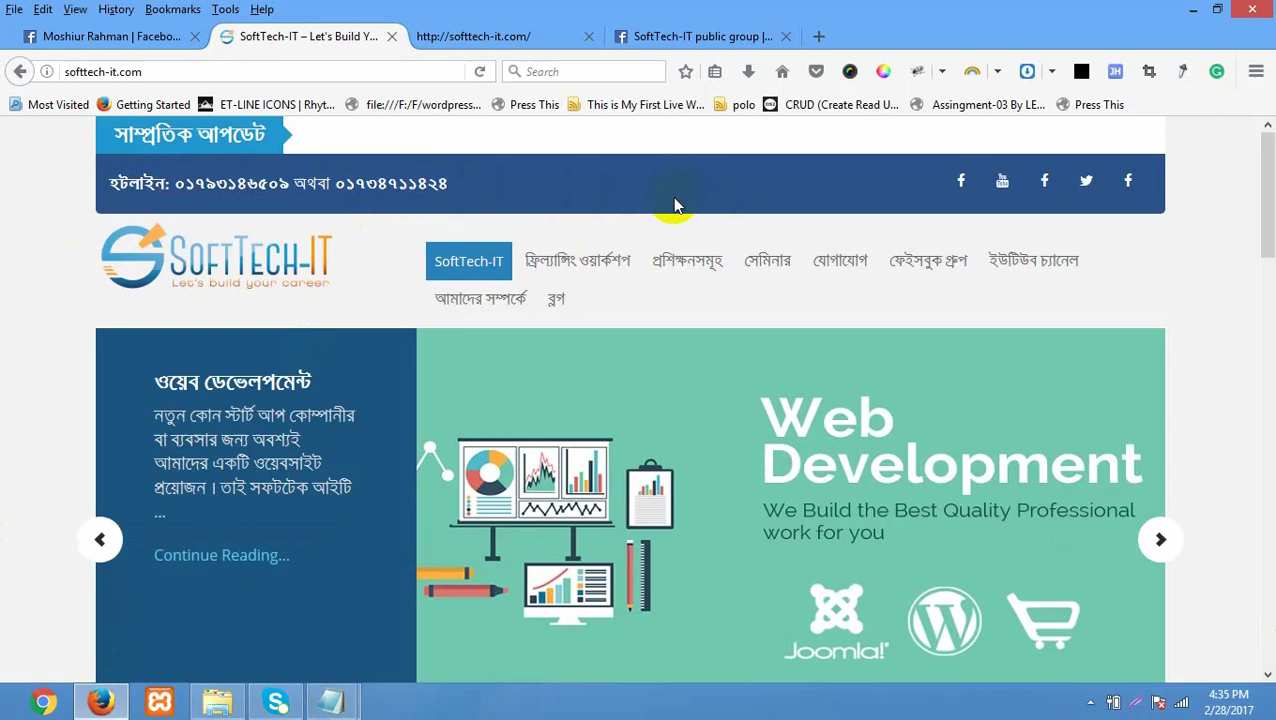 File Edit View History Bookmarks Tools Help
Moshiur Rahman | Faceboo... SoftTech-IT – Let's Build Y... http://softtech-it.com/ SoftTech-IT public group |...
softtech-it.com Search
Most Visited Getting Started ET-LINE ICONS | Rhyt... file:///F:/F/wordpress... Press This This is My First Live W... polo CRUD (Create Read U... Assingment-03 By LE... Press This
সাম্প্রতিক আপডেট
হটলাইন: ০১৭৯৩১৪৬৫০৯ অথবা ০১৭৩৪৭১১৪২৪
SOFTTECH-IT
Let's build your career
SoftTech-IT ফ্রিল্যান্সিং ওয়ার্কশপ প্রশিক্ষনসমূহ সেমিনার যোগাযোগ ফেইসবুক গ্রুপ ইউটিউব চ্যানেল
আমাদের সম্পর্কে ব্লগ
ওয়েব ডেভেলপমেন্ট
নতুন কোন স্টার্ট আপ কোম্পানীর
বা ব্যবসার জন্য অবশ্যই
আমাদের একটি ওয়েবসাইট
প্রয়োজন । তাই সফটটেক আইটি
...
Continue Reading...
Web
Development
We Build the Best Quality Professional
work for you
Joomla!
4:35 PM
2/28/2017